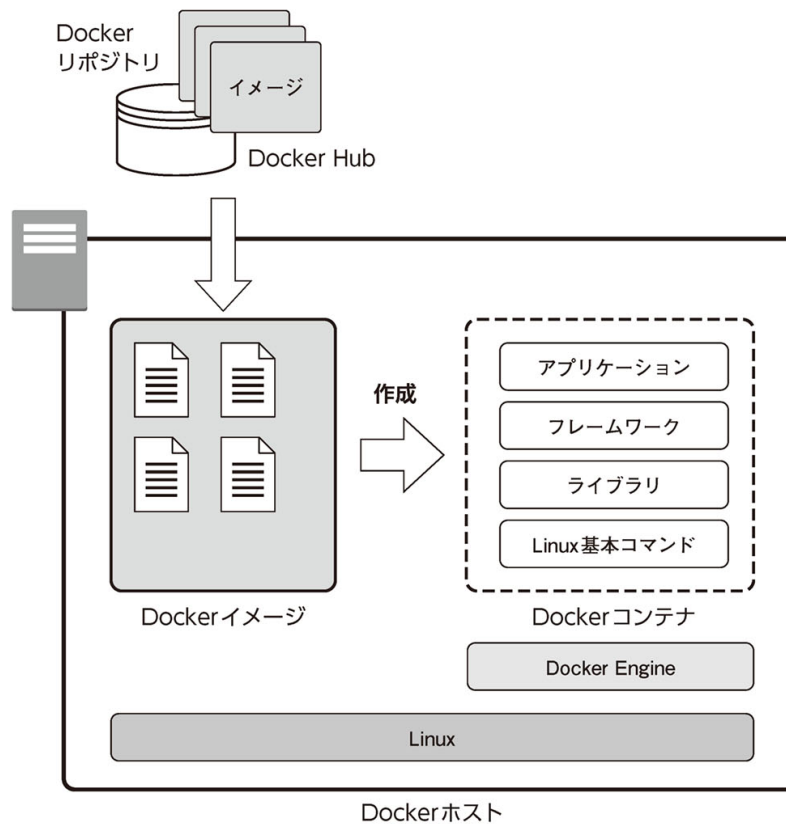 Docker
リポジトリ
イメージ
Docker Hub
作成
アプリケーション
フレームワーク
ライブラリ
Linux基本コマンド
Dockerイメージ
Dockerコンテナ
Docker Engine
Linux
Dockerホスト